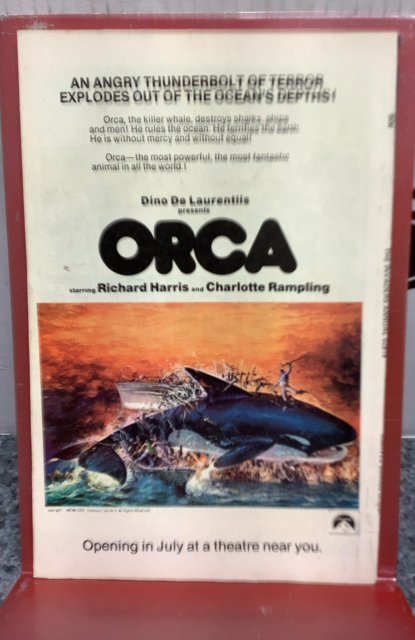 AN ANGRY THUNDERBOLT OF TERROR
EXPLODES OUT OF THE OCEAN'S DEPTHS!
Orca, the killer whale, destroys sharks, ships
and men! He rules the ocean. He terrifies the earth
He is without mercy and without equal!
Orca—the most powerful, the most fantastic
animal in all the world!
Dino De Laurentiis
presents
ORCA
starring Richard Harris and Charlotte Rampling
Opening in July at a theatre near you.